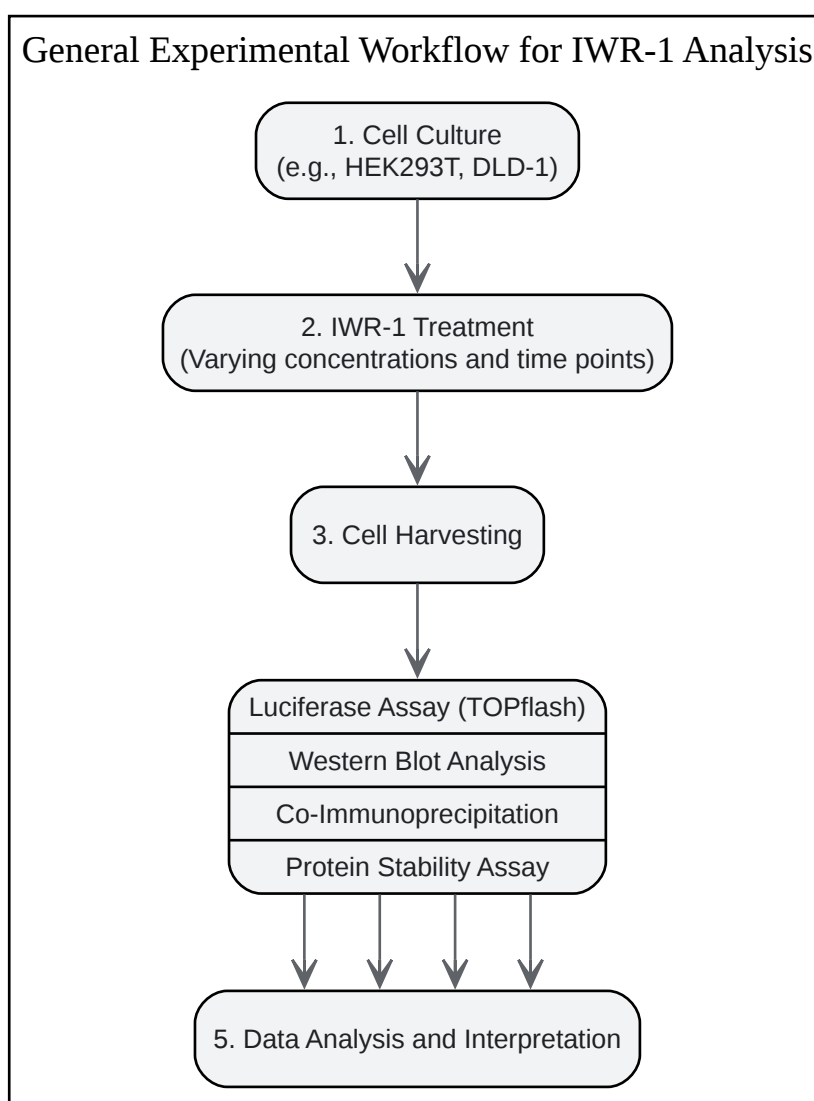 General Experimental Workflow for IWR-1 Analysis
1. Cell Culture
(e.g., HEK293T, DLD-1)
2. IWR-1 Treatment
(Varying concentrations and time points)
3. Cell Harvesting
Luciferase Assay (TOPflash)
Western Blot Analysis
Co-Immunoprecipitation
Protein Stability Assay
5. Data Analysis and Interpretation